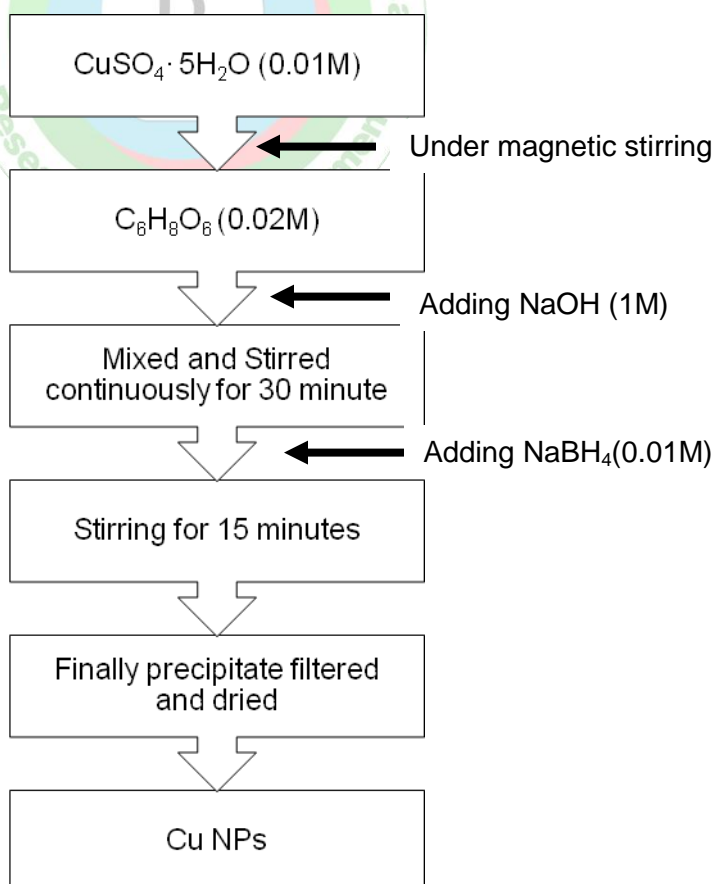 CuSO₄· 5H₂O (0.01M)
Under magnetic stirring
C₆H₈O₆ (0.02M)
Adding NaOH (1M)
Mixed and Stirred
continuously for 30 minute
Adding NaBH₄(0.01M)
Stirring for 15 minutes
Finally precipitate filtered
and dried
Cu NPs